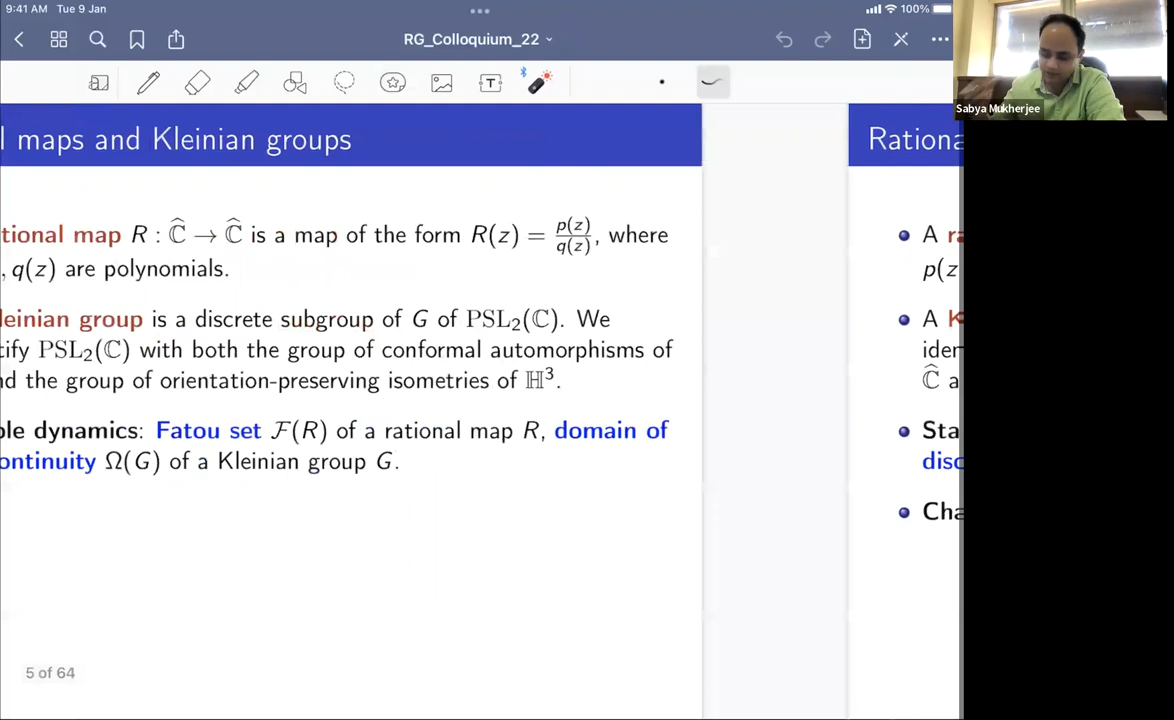 9:41 AM Tue 9 Jan
100%
RG_Colloquium_22
T
Sabya Mukherjee
l maps and Kleinian groups
tional map R : Ĉ → Ĉ is a map of the form R(z) = p(z)/q(z), where
, q(z) are polynomials.
leinian group is a discrete subgroup of G of PSL₂(ℂ). We
tify PSL₂(ℂ) with both the group of conformal automorphisms of
nd the group of orientation-preserving isometries of ℍ³.
ble dynamics: Fatou set ℱ(R) of a rational map R, domain of
ontinuity Ω(G) of a Kleinian group G.
5 of 64
Rationa
A ra
p(z
A K
iden
Ĉ a
Sta
disc
Cha